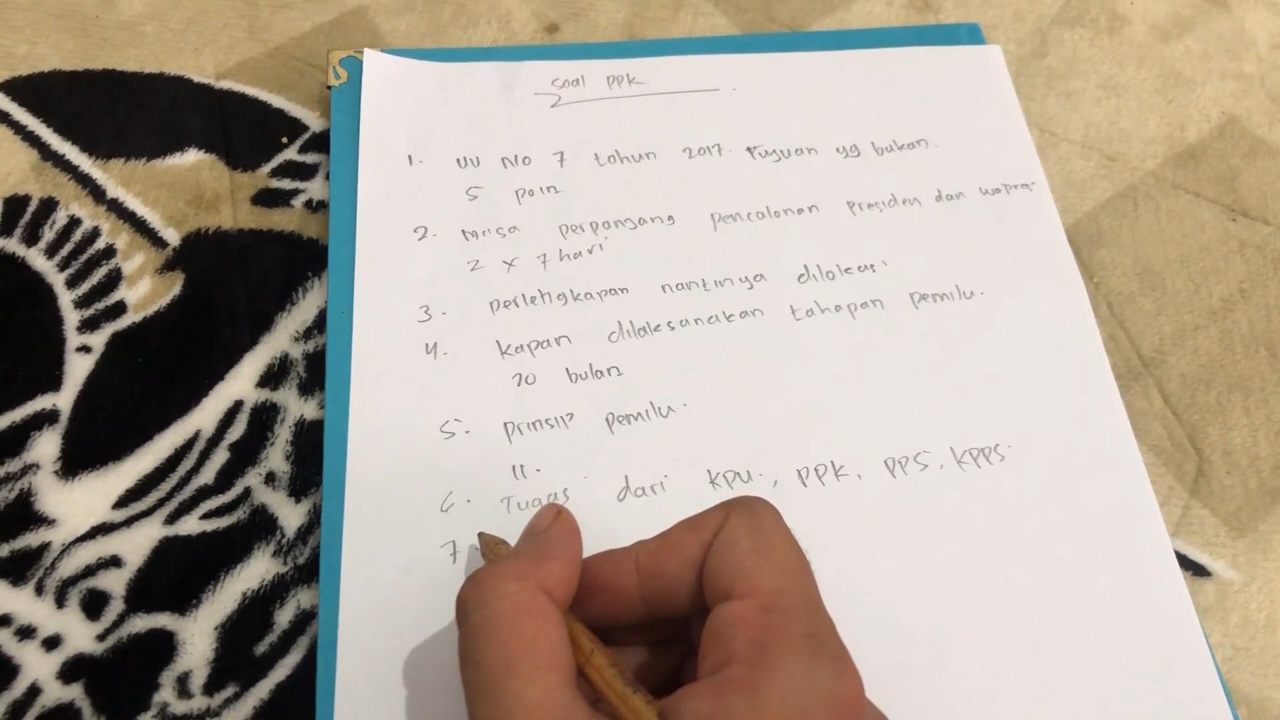 Soal PPK
1. UU No 7 tahun 2017. Tujuan yg bukan.
5 poin.
2. Masa perpanjang pencalonan Presiden dan wapres
2 x 7 hari
3. perlengkapan nantinya dilokasi
4. kapan dilaksanakan tahapan pemilu.
20 bulan
5. prinsip pemilu.
11.
6. Tugas dari KPU., PPK, PPS, KPPS.
7.